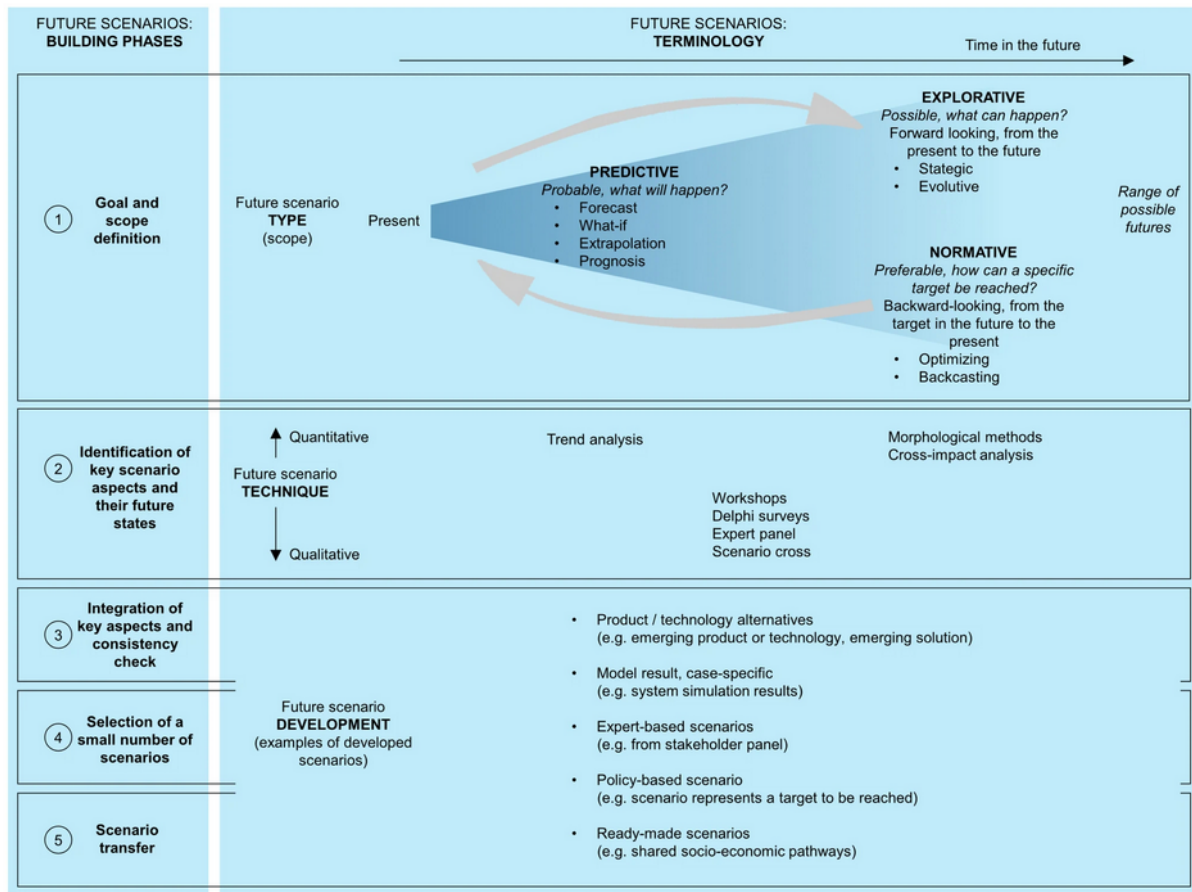 FUTURE SCENARIOS:
BUILDING PHASES
FUTURE SCENARIOS:
TERMINOLOGY
Time in the future
1
Goal and
scope
definition
Future scenario
TYPE
(scope)
Present
PREDICTIVE
Probable, what will happen?
• Forecast
• What-if
• Extrapolation
• Prognosis
EXPLORATIVE
Possible, what can happen?
Forward looking, from the
present to the future
• Stategic
• Evolutive
NORMATIVE
Preferable, how can a specific
target be reached?
Backward-looking, from the
target in the future to the
present
• Optimizing
• Backcasting
Range of
possible
futures
2
Identification of
key scenario
aspects and
their future
states
Quantitative
Future scenario
TECHNIQUE
Qualitative
Trend analysis
Workshops
Delphi surveys
Expert panel
Scenario cross
Morphological methods
Cross-impact analysis
3
Integration of
key aspects and
consistency
check
4
Selection of a
small number of
scenarios
5
Scenario
transfer
Future scenario
DEVELOPMENT
(examples of developed
scenarios)
• Product / technology alternatives
(e.g. emerging product or technology, emerging solution)
• Model result, case-specific
(e.g. system simulation results)
• Expert-based scenarios
(e.g. from stakeholder panel)
• Policy-based scenario
(e.g. scenario represents a target to be reached)
• Ready-made scenarios
(e.g. shared socio-economic pathways)